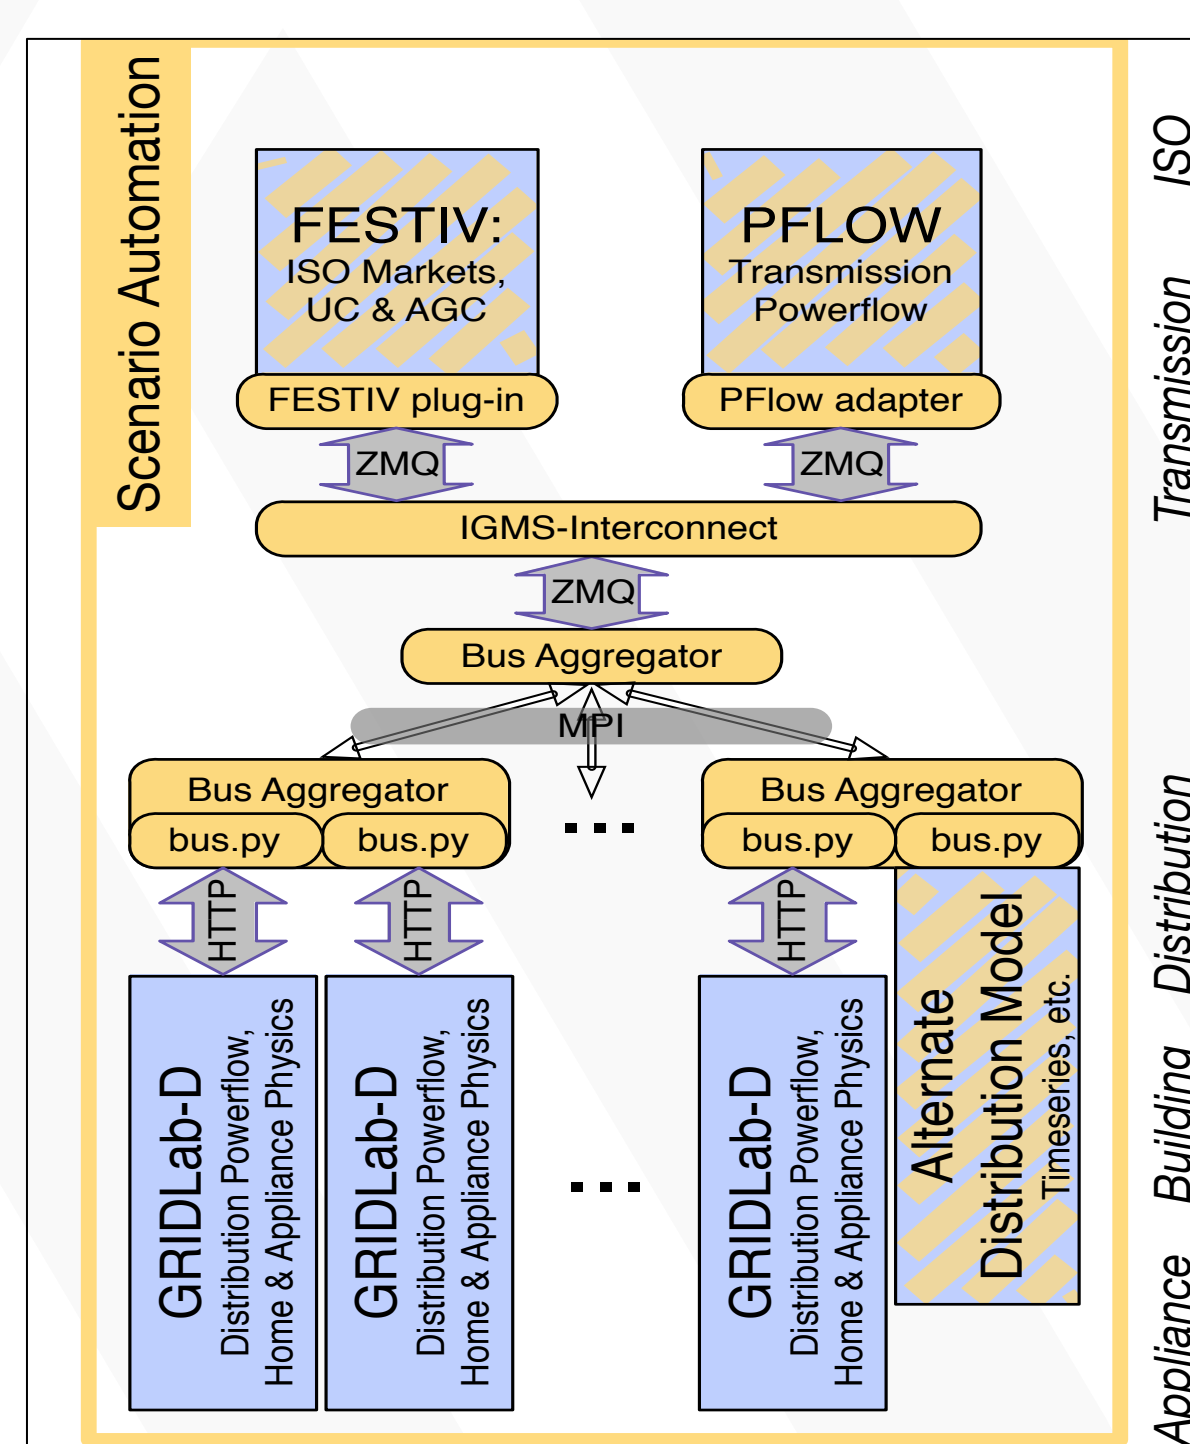 Scenario Automation
ISO
Transmission
Distribution
Building
Appliance
FESTIV:
ISO Markets,
UC & AGC
PFLOW
Transmission
Powerflow
FESTIV plug-in
PFlow adapter
ZMQ
ZMQ
IGMS-Interconnect
ZMQ
Bus Aggregator
MPI
Bus Aggregator
bus.py
bus.py
...
Bus Aggregator
bus.py
bus.py
HTTP
HTTP
HTTP
GRIDLab-D
Distribution Powerflow,
Home & Appliance Physics
GRIDLab-D
Distribution Powerflow,
Home & Appliance Physics
...
GRIDLab-D
Distribution Powerflow,
Home & Appliance Physics
Alternate
Distribution Model
Timeseries, etc.